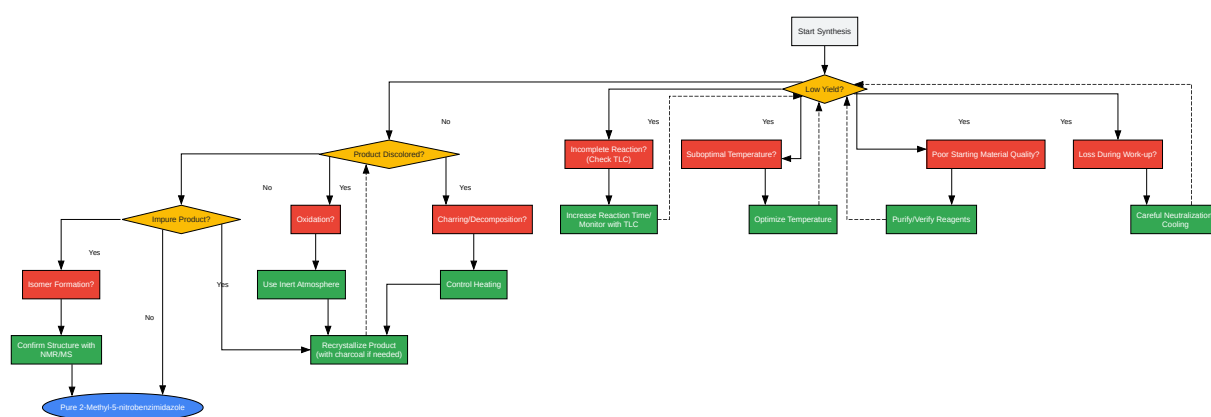 Start Synthesis
Low Yield?
No
Yes
Yes
Yes
Yes
Product Discolored?
Incomplete Reaction?
(Check TLC)
Suboptimal Temperature?
Poor Starting Material Quality?
Loss During Work-up?
No
Yes
Yes
Impure Product?
Oxidation?
Charring/Decomposition?
Increase Reaction Time/
Monitor with TLC
Optimize Temperature
Purify/Verify Reagents
Careful Neutralization
Cooling
Yes
Isomer Formation?
Yes
Use Inert Atmosphere
Control Heating
No
Confirm Structure with
NMR/MS
Recrystallize Product
(with charcoal if needed)
Pure 2-Methyl-5-nitrobenzimidazole